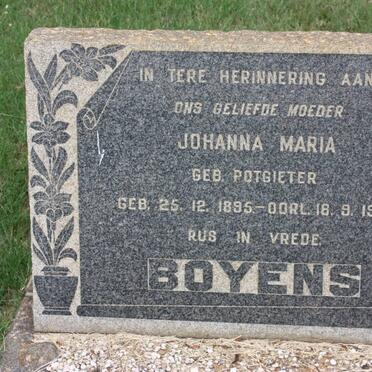 IN TERE HERINNERING AAN
ONS GELIEFDE MOEDER
JOHANNA MARIA
GEB. POTGIETER
GEB. 25. 12. 1895 - OORL. 18. 9.
RUS IN VREDE.
BOYENS